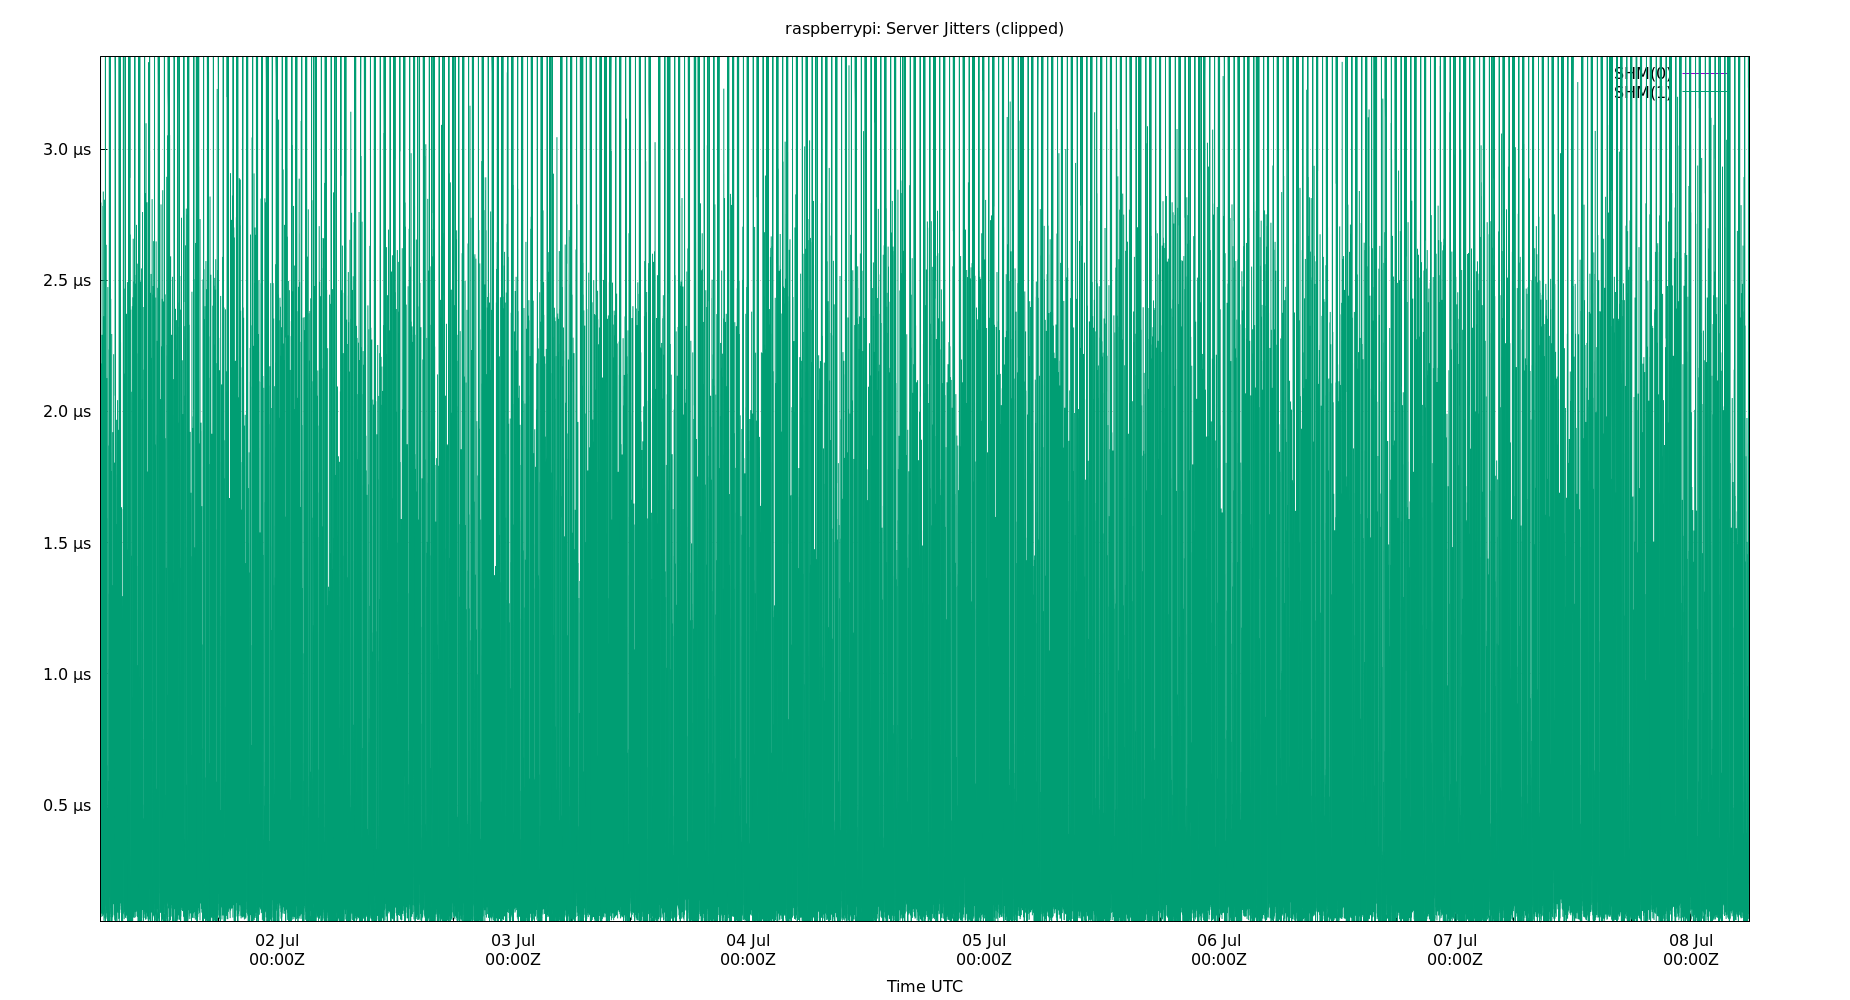 raspberrypi: Server Jitters (clipped)
SHM(0)
SHM(1)
3.0 µs
2.5 µs
2.0 µs
1.5 µs
1.0 µs
0.5 µs
02 Jul 03 Jul 04 Jul 05 Jul 06 Jul 07 Jul 08 Jul
00:00Z 00:00Z 00:00Z 00:00Z 00:00Z 00:00Z 00:00Z
Time UTC